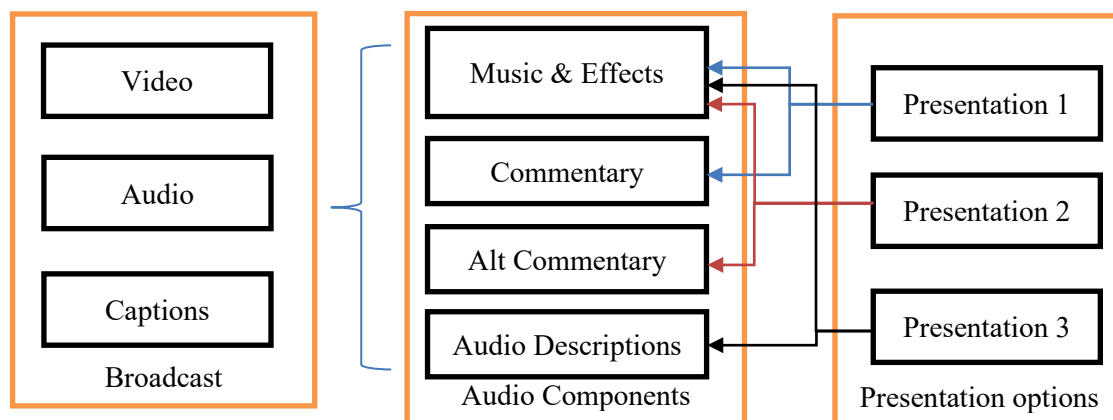 Video
Audio
Captions
Broadcast
Music & Effects
Commentary
Alt Commentary
Audio Descriptions
Audio Components
Presentation 1
Presentation 2
Presentation 3
Presentation options